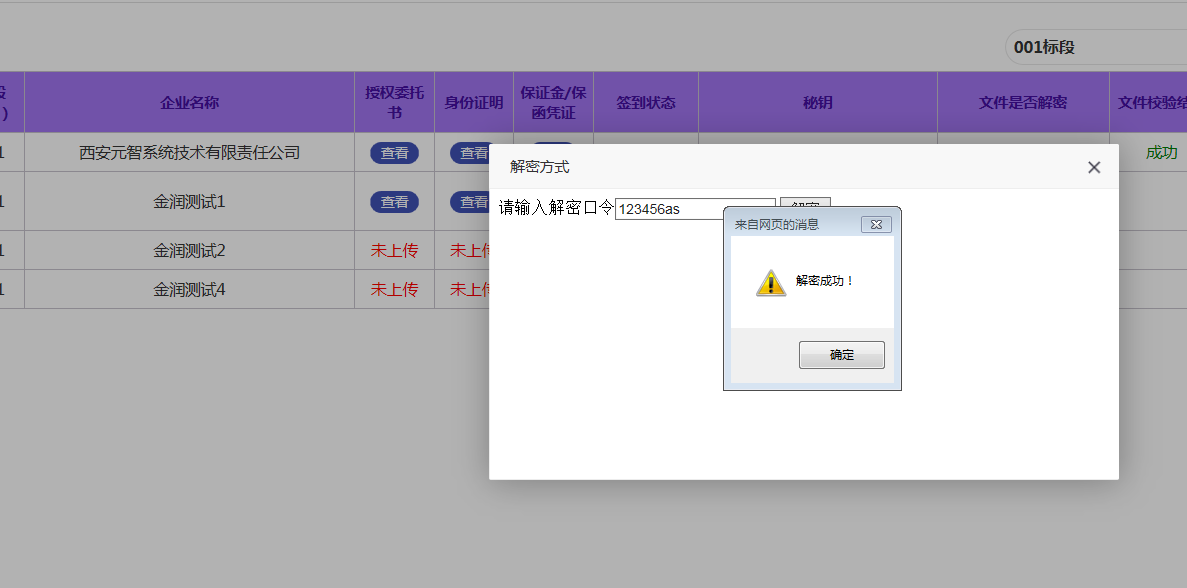 001标段
企业名称
授权委托
书
身份证明
保证金/保
函凭证
签到状态
秘钥
文件是否解密
文件校验结
1
西安元智系统技术有限责任公司
查看
查看
成功
1
金润测试1
查看
查看
1
金润测试2
未上传
未上传
1
金润测试4
未上传
未上传
解密方式
请输入解密口令
123456as
解密
来自网页的消息
解密成功！
确定